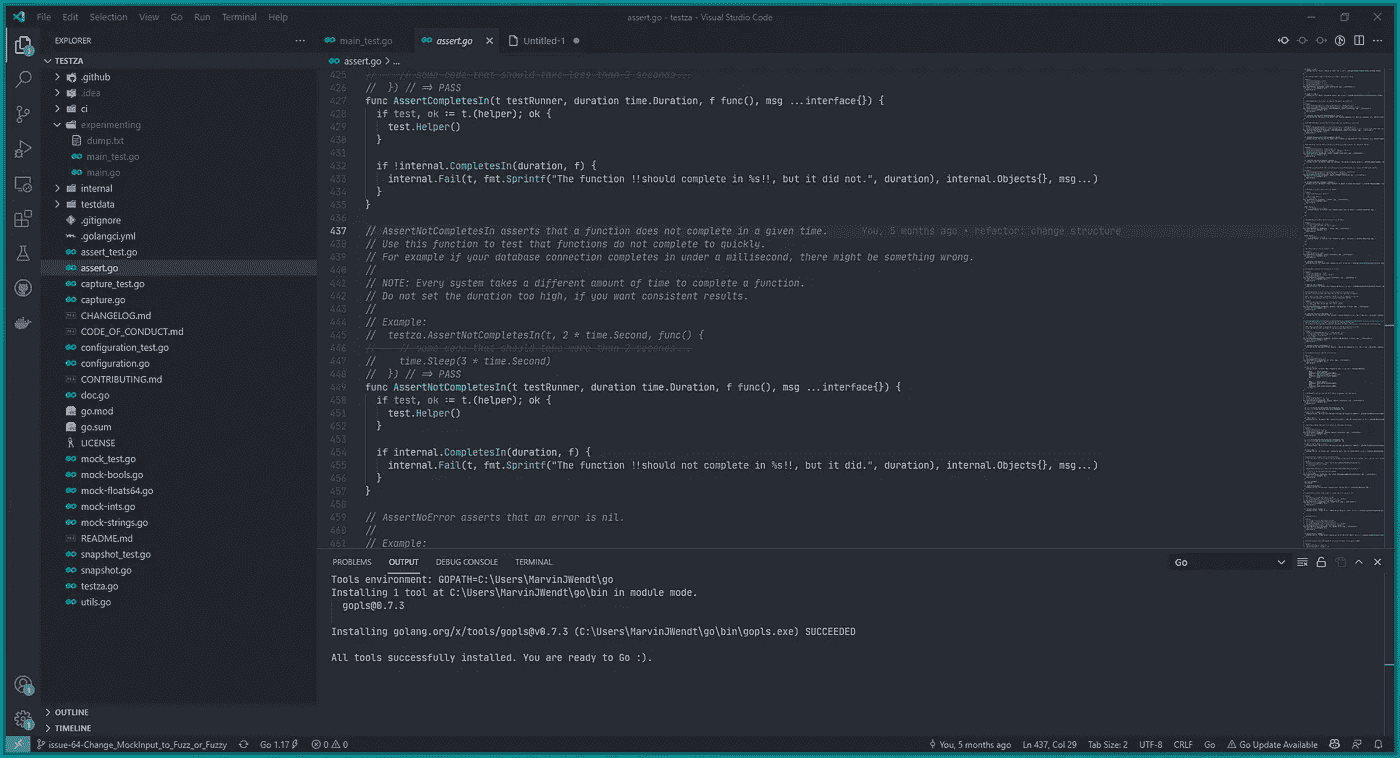 File Edit Selection View Go Run Terminal Help
assert.go - testza - Visual Studio Code
EXPLORER ...
main_test.go
assert.go
Untitled-1
TESTZA
assert.go > ...
.github
.idea
ci
experimenting
dump.txt
main_test.go
main.go
internal
testdata
.gitignore
.golangci.yml
assert_test.go
assert.go
capture_test.go
capture.go
CHANGELOG.md
CODE_OF_CONDUCT.md
configuration_test.go
configuration.go
CONTRIBUTING.md
doc.go
go.mod
go.sum
LICENSE
mock_test.go
mock-bools.go
mock-floats64.go
mock-ints.go
mock-strings.go
README.md
snapshot_test.go
snapshot.go
testza.go
utils.go
OUTLINE
TIMELINE
425 //    // some code that should take less than 2 seconds...
426 //  }) // => PASS
427 func AssertCompletesIn(t testRunner, duration time.Duration, f func(), msg ...interface{}) {
428   if test, ok := t.(helper); ok {
429     test.Helper()
430   }
431
432   if !internal.CompletesIn(duration, f) {
433     internal.Fail(t, fmt.Sprintf("The function !!should complete in %s!!, but it did not.", duration), internal.Objects{}, msg...)
434   }
435 }
436
437 // AssertNotCompletesIn asserts that a function does not complete in a given time. You, 5 months ago • refactor: change structure
438 // Use this function to test that functions do not complete to quickly.
439 // For example if your database connection completes in under a millisecond, there might be something wrong.
440 //
441 // NOTE: Every system takes a different amount of time to complete a function.
442 // Do not set the duration too high, if you want consistent results.
443 //
444 // Example:
445 //  testza.AssertNotCompletesIn(t, 2 * time.Second, func() {
446 //    // some code that should take more than 2 seconds...
447 //    time.Sleep(3 * time.Second)
448 //  }) // => PASS
449 func AssertNotCompletesIn(t testRunner, duration time.Duration, f func(), msg ...interface{}) {
450   if test, ok := t.(helper); ok {
451     test.Helper()
452   }
453
454   if internal.CompletesIn(duration, f) {
455     internal.Fail(t, fmt.Sprintf("The function !!should not complete in %s!!, but it did.", duration), internal.Objects{}, msg...)
456   }
457 }
458
459 // AssertNoError asserts that an error is nil.
460 //
461 // Example:
PROBLEMS OUTPUT DEBUG CONSOLE TERMINAL
Go
Tools environment: GOPATH=C:\Users\MarvinJWendt\go
Installing 1 tool at C:\Users\MarvinJWendt\go\bin in module mode.
gopls@0.7.3
Installing golang.org/x/tools/gopls@v0.7.3 (C:\Users\MarvinJWendt\go\bin\gopls.exe) SUCCEEDED
All tools successfully installed. You are ready to Go :).
issue-64-Change_MockInput_to_Fuzz_or_Fuzzy Go 1.17 0 0 You, 5 months ago Ln 437, Col 29 Tab Size: 2 UTF-8 CRLF Go Go Update Available